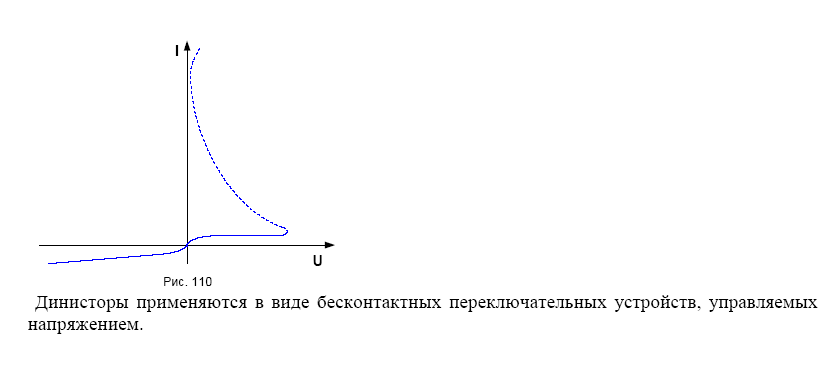 I
U
Рис. 110
Динисторы применяются в виде бесконтактных переключательных устройств, управляемых
напряжением.